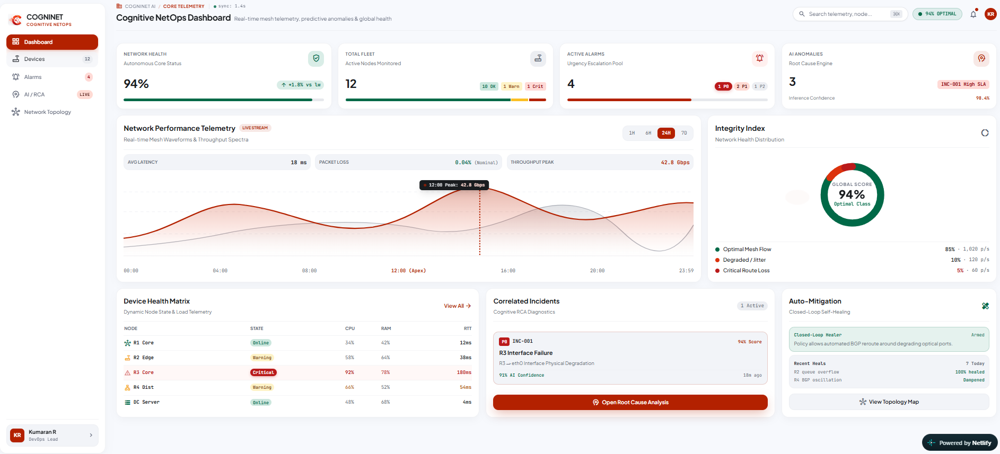 COGNINET
COGNITIVE NETOPS
Dashboard
Devices 12
Alarms 4
AI / RCA LIVE
Network Topology
Kumaran R
DevOps Lead
KR
COGNINET AI / CORE TELEMETRY sync: 1.4s
Cognitive NetOps Dashboard Real-time mesh telemetry, predictive anomalies & global health
Search telemetry, node... ⌘K
94% OPTIMAL
KR
NETWORK HEALTH
Autonomous Core Status
94% ↑ +1.8% vs lw
TOTAL FLEET
Active Nodes Monitored
12 10 OK 1 Warn 1 Crit
ACTIVE ALARMS
Urgency Escalation Pool
4 1 P0 2 P1 1 P2
AI ANOMALIES
Root Cause Engine
3 INC-001 High SLA
Inference Confidence 98.4%
Network Performance Telemetry LIVE STREAM
Real-time Mesh Waveforms & Throughput Spectra
1H 6H 24H 7D
AVG LATENCY 18 ms
PACKET LOSS 0.04% (Nominal)
THROUGHPUT PEAK 42.8 Gbps
12:00 Peak: 42.8 Gbps
00:00 04:00 08:00 12:00 (Apex) 16:00 20:00 23:59
Integrity Index
Network Health Distribution
GLOBAL SCORE
94%
Optimal Class
Optimal Mesh Flow 85% · 1,020 p/s
Degraded / Jitter 10% · 120 p/s
Critical Route Loss 5% · 60 p/s
Device Health Matrix
Dynamic Node State & Load Telemetry
View All →
NODE STATE CPU RAM RTT
R1 Core Online 34% 42% 12ms
R2 Edge Warning 58% 64% 38ms
R3 Core Critical 92% 78% 180ms
R4 Dist Warning 66% 52% 54ms
DC Server Online 48% 68% 4ms
Correlated Incidents
Cognitive RCA Diagnostics
1 Active
P0 INC-001 94% Score
R3 Interface Failure
R3 → eth0 Interface Physical Degradation
91% AI Confidence 18m ago
Open Root Cause Analysis
Auto-Mitigation
Closed-Loop Self-Healing
Closed-Loop Healer Armed
Policy allows automated BGP reroute around degrading optical ports.
Recent Heals 7 Today
R2 queue overflow 100% healed
R4 BGP oscillation Dampened
View Topology Map
Powered by Netlify